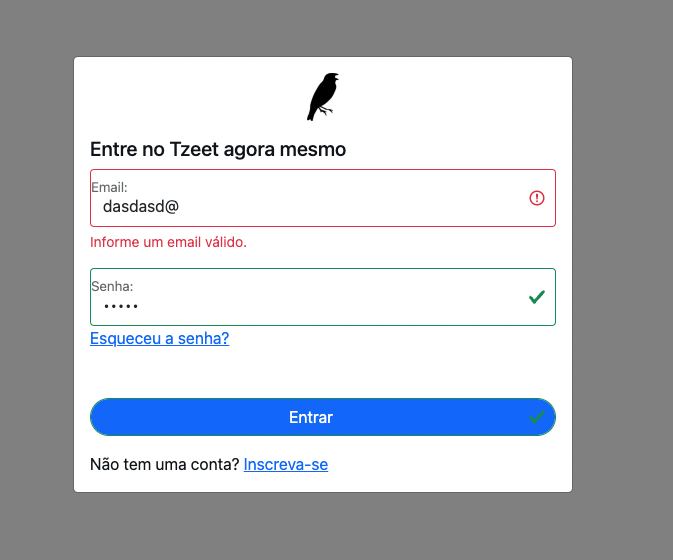 Entre no Tzeet agora mesmo
Email:
dasdasd@
Informe um email válido.
Senha:
•••••
Esqueceu a senha?
Entrar
Não tem uma conta? Inscreva-se